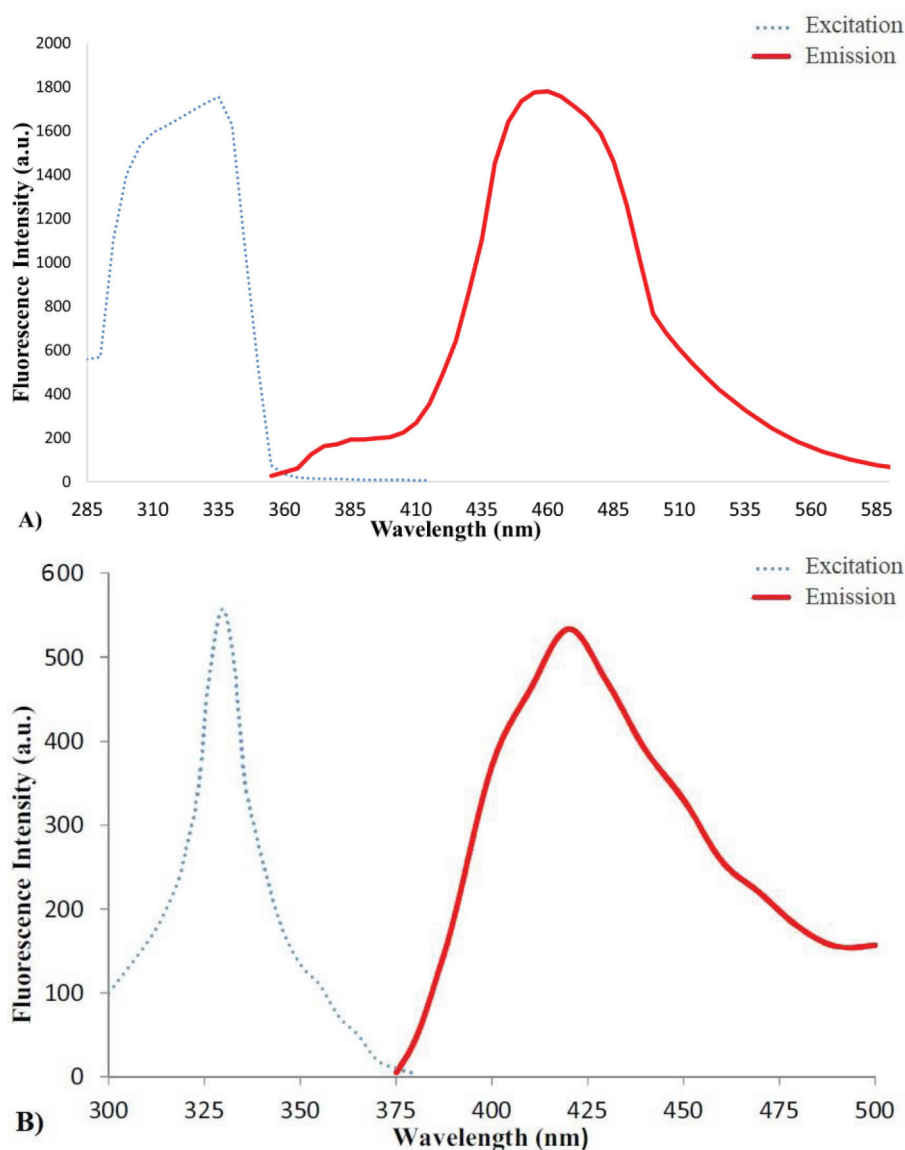 Excitation
Emission
Fluorescence Intensity (a.u.)
2000
1800
1600
1400
1200
1000
800
600
400
200
0
285 310 335 360 385 410 435 460 485 510 535 560 585
A)
Wavelength (nm)
Excitation
Emission
Fluorescence Intensity (a.u.)
600
500
400
300
200
100
0
300 325 350 375 400 425 450 475 500
B)
Wavelength (nm)